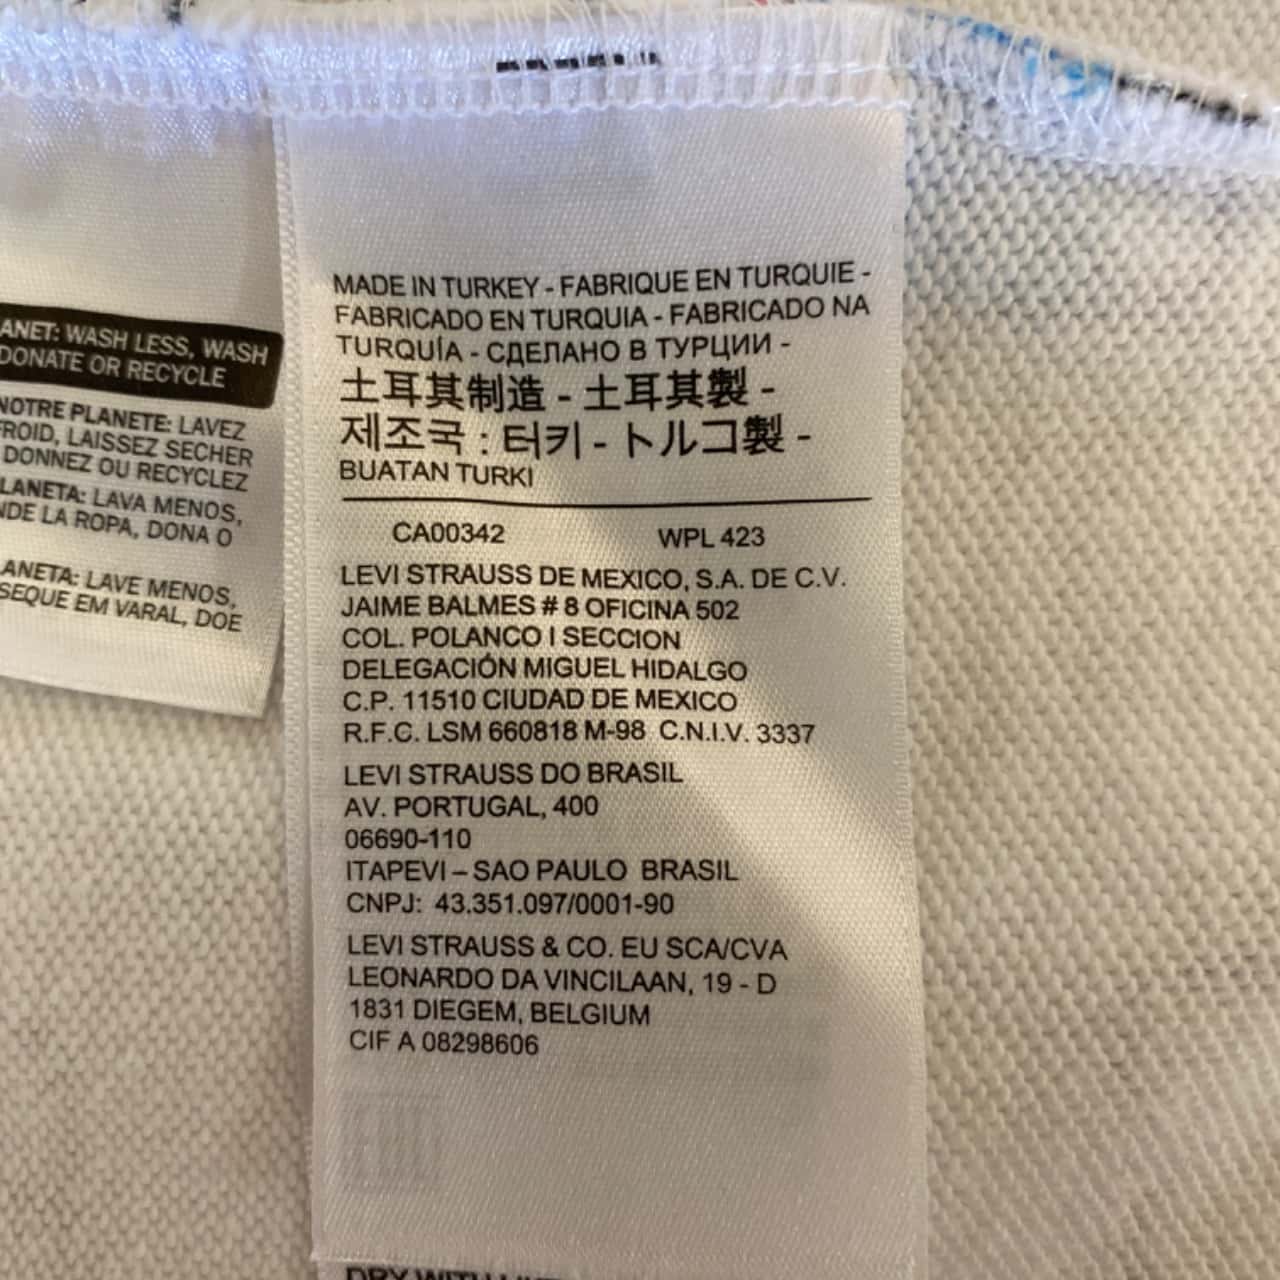 ANET: WASH LESS, WASH
DONATE OR RECYCLE
NOTRE PLANETE: LAVEZ
FROID, LAISSEZ SECHER
DONNEZ OU RECYCLEZ
LANETA: LAVA MENOS,
NDE LA ROPA, DONA O
ANETA: LAVE MENOS,
SEQUE EM VARAL, DOE
MADE IN TURKEY - FABRIQUE EN TURQUIE -
FABRICADO EN TURQUIA - FABRICADO NA
TURQUÍA - СДЕЛАНО В ТУРЦИИ -
土耳其制造 - 土耳其製 -
제조국 : 터키 - トルコ製 -
BUATAN TURKI
CA00342 WPL 423
LEVI STRAUSS DE MEXICO, S.A. DE C.V.
JAIME BALMES # 8 OFICINA 502
COL. POLANCO I SECCION
DELEGACIÓN MIGUEL HIDALGO
C.P. 11510 CIUDAD DE MEXICO
R.F.C. LSM 660818 M-98 C.N.I.V. 3337
LEVI STRAUSS DO BRASIL
AV. PORTUGAL, 400
06690-110
ITAPEVI – SAO PAULO BRASIL
CNPJ: 43.351.097/0001-90
LEVI STRAUSS & CO. EU SCA/CVA
LEONARDO DA VINCILAAN, 19 - D
1831 DIEGEM, BELGIUM
CIF A 08298606
DRY WITH